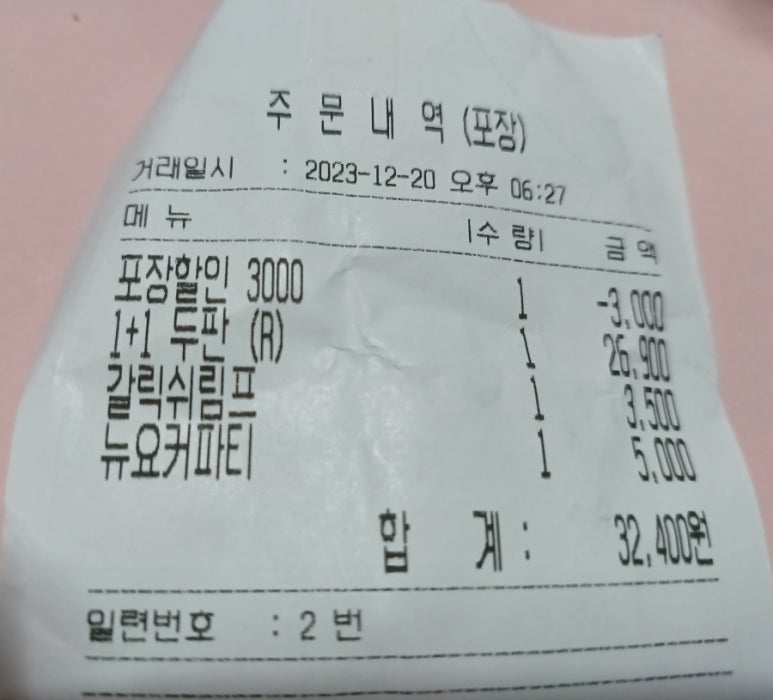 주 문 내 역 (포장)
거래일시 : 2023-12-20 오후 06:27
메 뉴 |수 량| 금 액
포장할인 3000 1 -3,000
1+1 두판 (R) 1 26,900
갈릭쉬림프 1 3,500
뉴요커파티 1 5,000
합 계 : 32,400원
일련번호 : 2 번